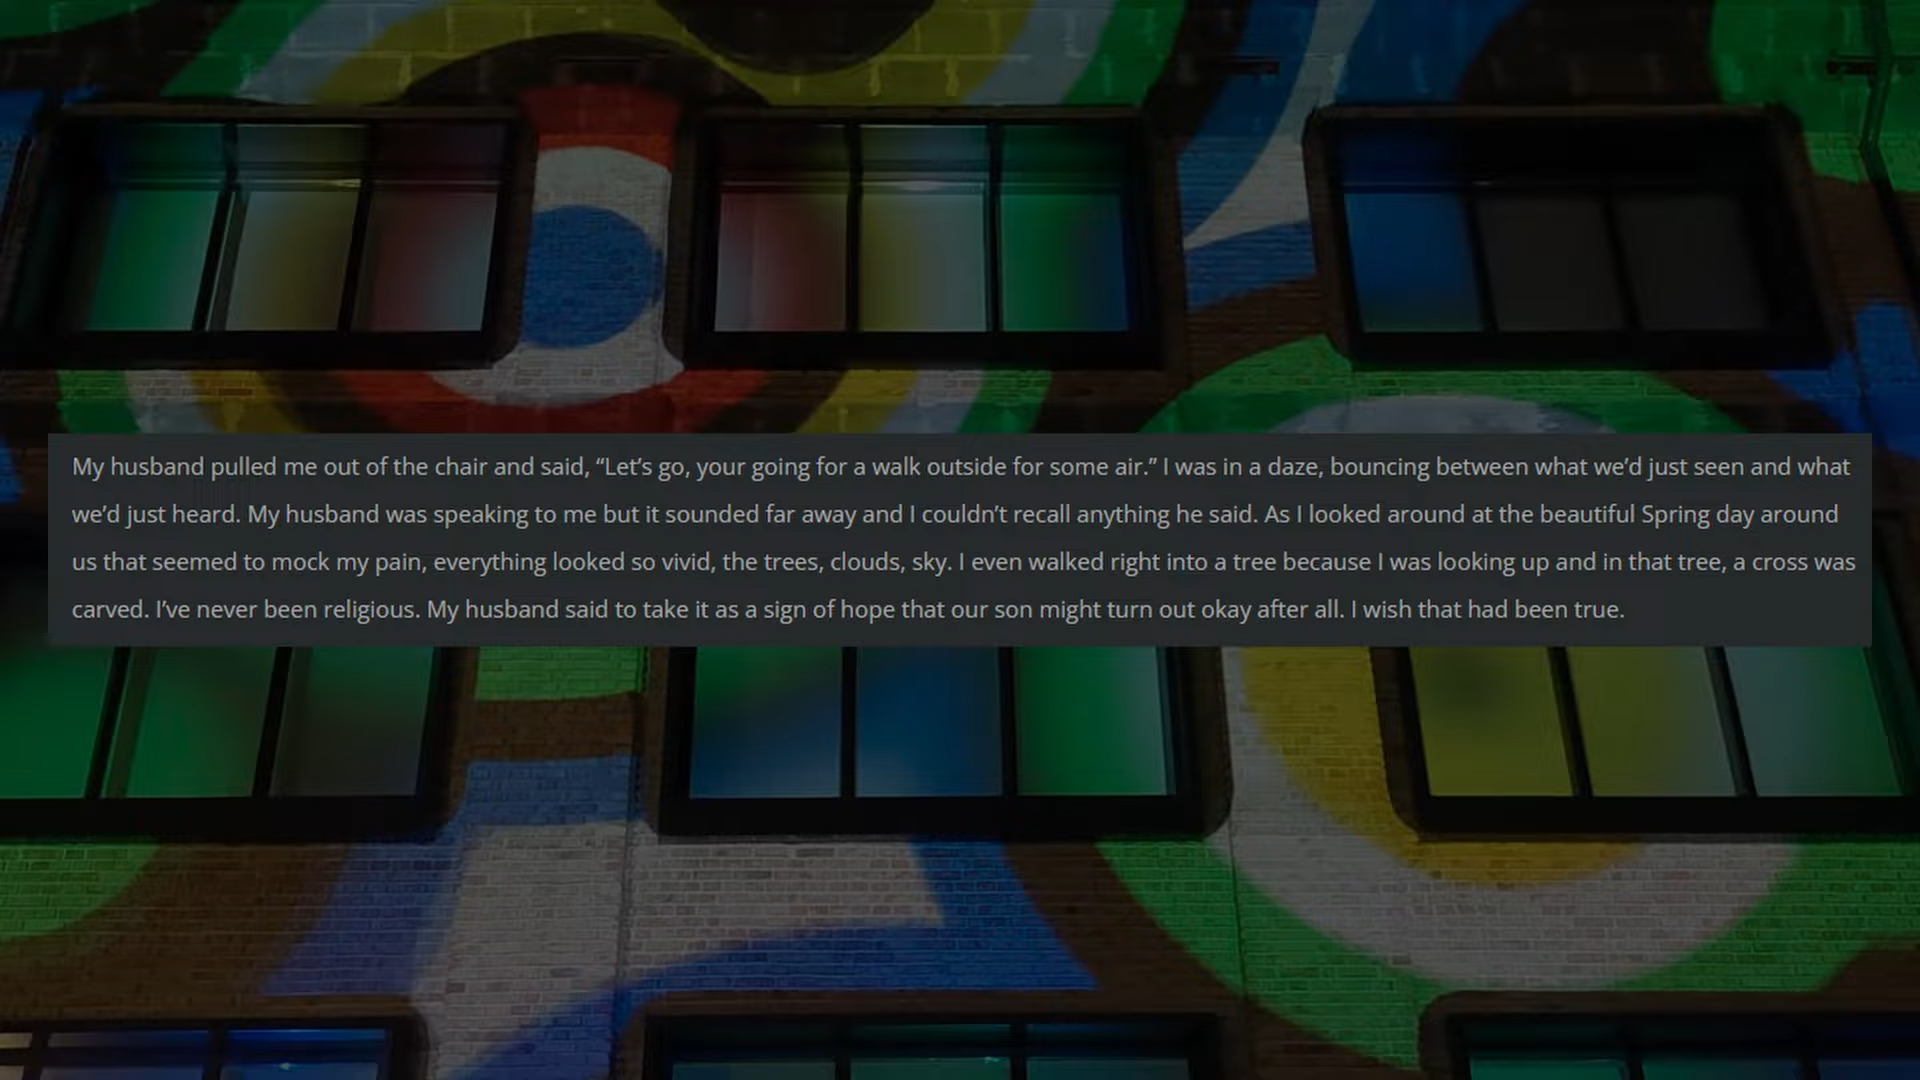 My husband pulled me out of the chair and said, “Let’s go, your going for a walk outside for some air.” I was in a daze, bouncing between what we’d just seen and what
we’d just heard. My husband was speaking to me but it sounded far away and I couldn’t recall anything he said. As I looked around at the beautiful Spring day around
us that seemed to mock my pain, everything looked so vivid, the trees, clouds, sky. I even walked right into a tree because I was looking up and in that tree, a cross was
carved. I’ve never been religious. My husband said to take it as a sign of hope that our son might turn out okay after all. I wish that had been true.